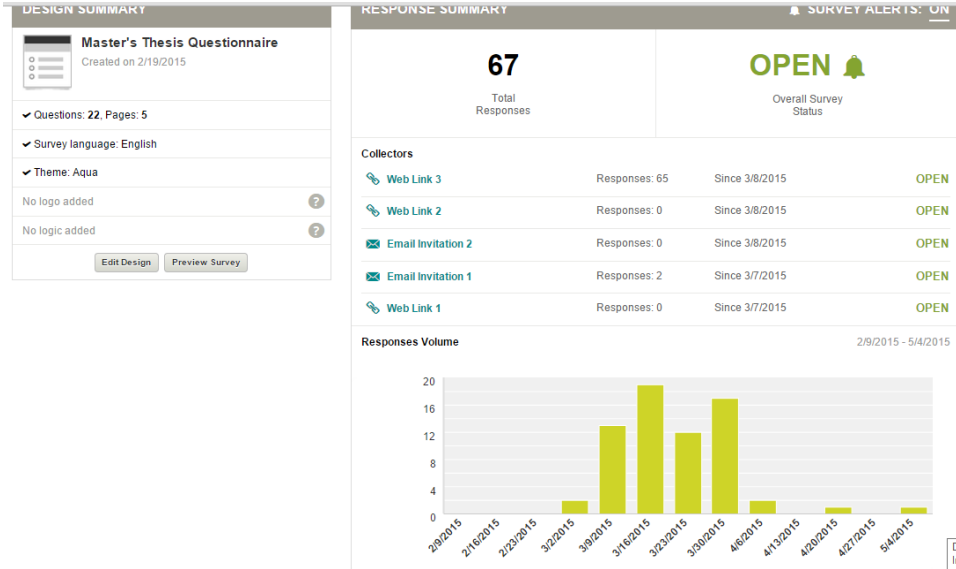 DESIGN SUMMARY
Master's Thesis Questionnaire
Created on 2/19/2015
Questions: 22, Pages: 5
Survey language: English
Theme: Aqua
No logo added ?
No logic added ?
Edit Design Preview Survey
RESPONSE SUMMARY SURVEY ALERTS: ON
67
Total
Responses
OPEN
Overall Survey
Status
Collectors
Web Link 3 Responses: 65 Since 3/8/2015 OPEN
Web Link 2 Responses: 0 Since 3/8/2015 OPEN
Email Invitation 2 Responses: 0 Since 3/8/2015 OPEN
Email Invitation 1 Responses: 2 Since 3/7/2015 OPEN
Web Link 1 Responses: 0 Since 3/7/2015 OPEN
Responses Volume 2/9/2015 - 5/4/2015
20
16
12
8
4
0
2/9/2015 2/16/2015 2/23/2015 3/2/2015 3/9/2015 3/16/2015 3/23/2015 3/30/2015 4/6/2015 4/13/2015 4/20/2015 4/27/2015 5/4/2015